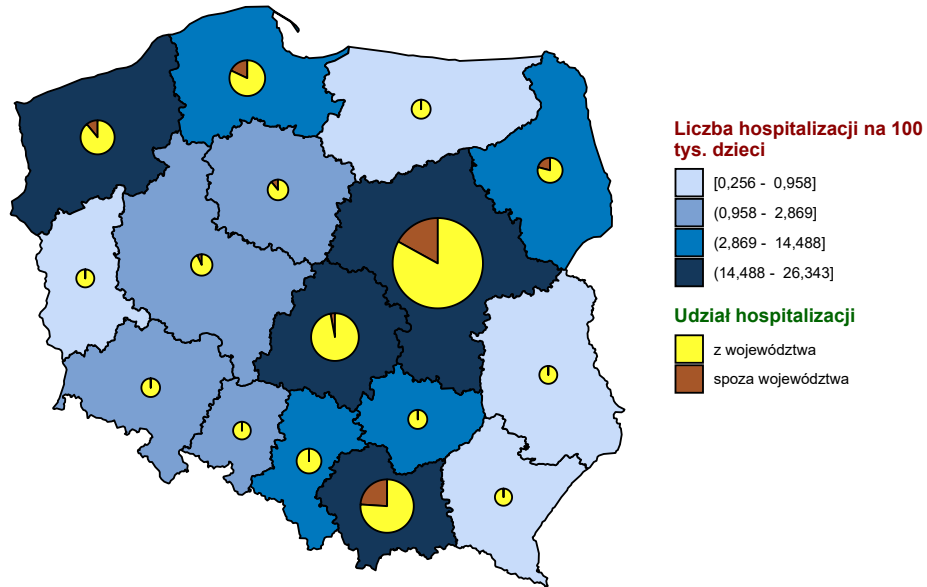 Liczba hospitalizacji na 100
tys. dzieci
[0,256 - 0,958]
(0,958 - 2,869]
(2,869 - 14,488]
(14,488 - 26,343]
Udział hospitalizacji
z województwa
spoza województwa